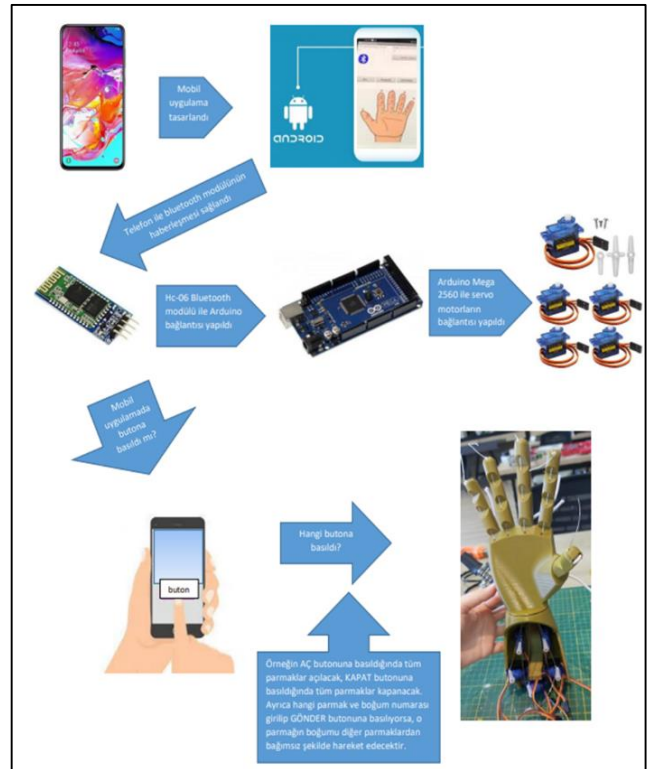 Mobil
uygulama
tasarlandı
ANDROID
Telefon ile bluetooth modülünün
haberleşmesi sağlandı
Hc-06 Bluetooth
modülü ile Arduino
bağlantısı yapıldı
Arduino Mega
2560 ile servo
motorların
bağlantısı yapıldı
Mobil
uygulamada
butona
basıldı mı?
buton
Hangi butona
basıldı?
Örneğin AÇ butonuna basıldığında tüm
parmaklar açılacak, KAPAT butonuna
basıldığında tüm parmaklar kapanacak.
Ayrıca hangi parmak ve boğum numarası
girilip GÖNDER butonuna basılıyorsa, o
parmağın boğumu diğer parmaklardan
bağımsız şekilde hareket edecektir.